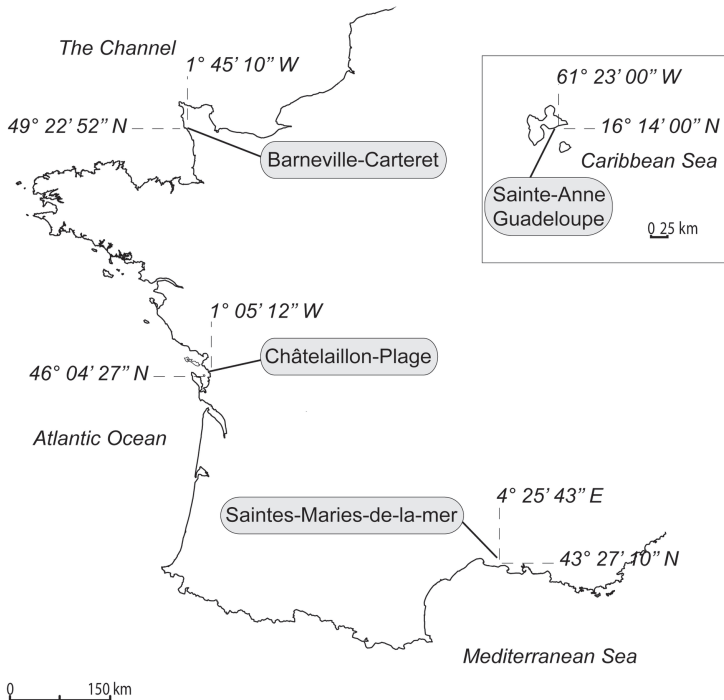 The Channel
1° 45’ 10” W
49° 22’ 52” N
Barneville-Carteret
61° 23’ 00” W
16° 14’ 00” N
Caribbean Sea
Sainte-Anne
Guadeloupe
0 25 km
1° 05’ 12” W
Châtelaillon-Plage
46° 04’ 27” N
Atlantic Ocean
4° 25’ 43” E
Saintes-Maries-de-la-mer
43° 27’ 10” N
Mediterranean Sea
0 150 km